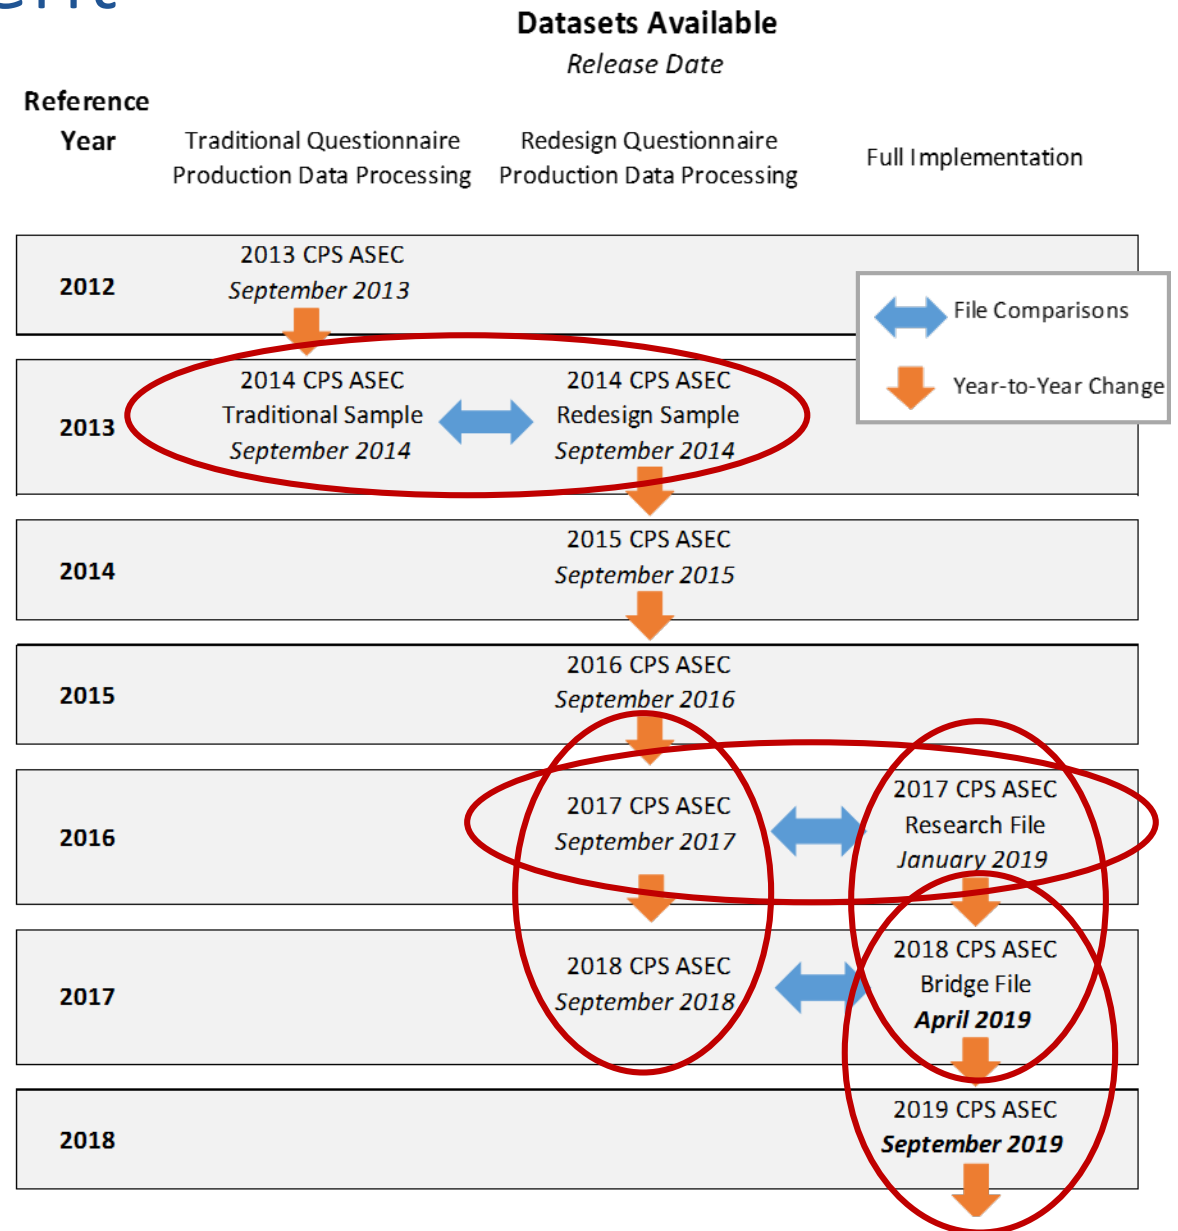 Datasets Available
Release Date
Reference
Year
Traditional Questionnaire
Production Data Processing
Redesign Questionnaire
Production Data Processing
Full Implementation
2012
2013 CPS ASEC
September 2013
File Comparisons
Year-to-Year Change
2013
2014 CPS ASEC
Traditional Sample
September 2014
2014 CPS ASEC
Redesign Sample
September 2014
2014
2015 CPS ASEC
September 2015
2015
2016 CPS ASEC
September 2016
2016
2017 CPS ASEC
September 2017
2017 CPS ASEC
Research File
January 2019
2017
2018 CPS ASEC
September 2018
2018 CPS ASEC
Bridge File
April 2019
2018
2019 CPS ASEC
September 2019